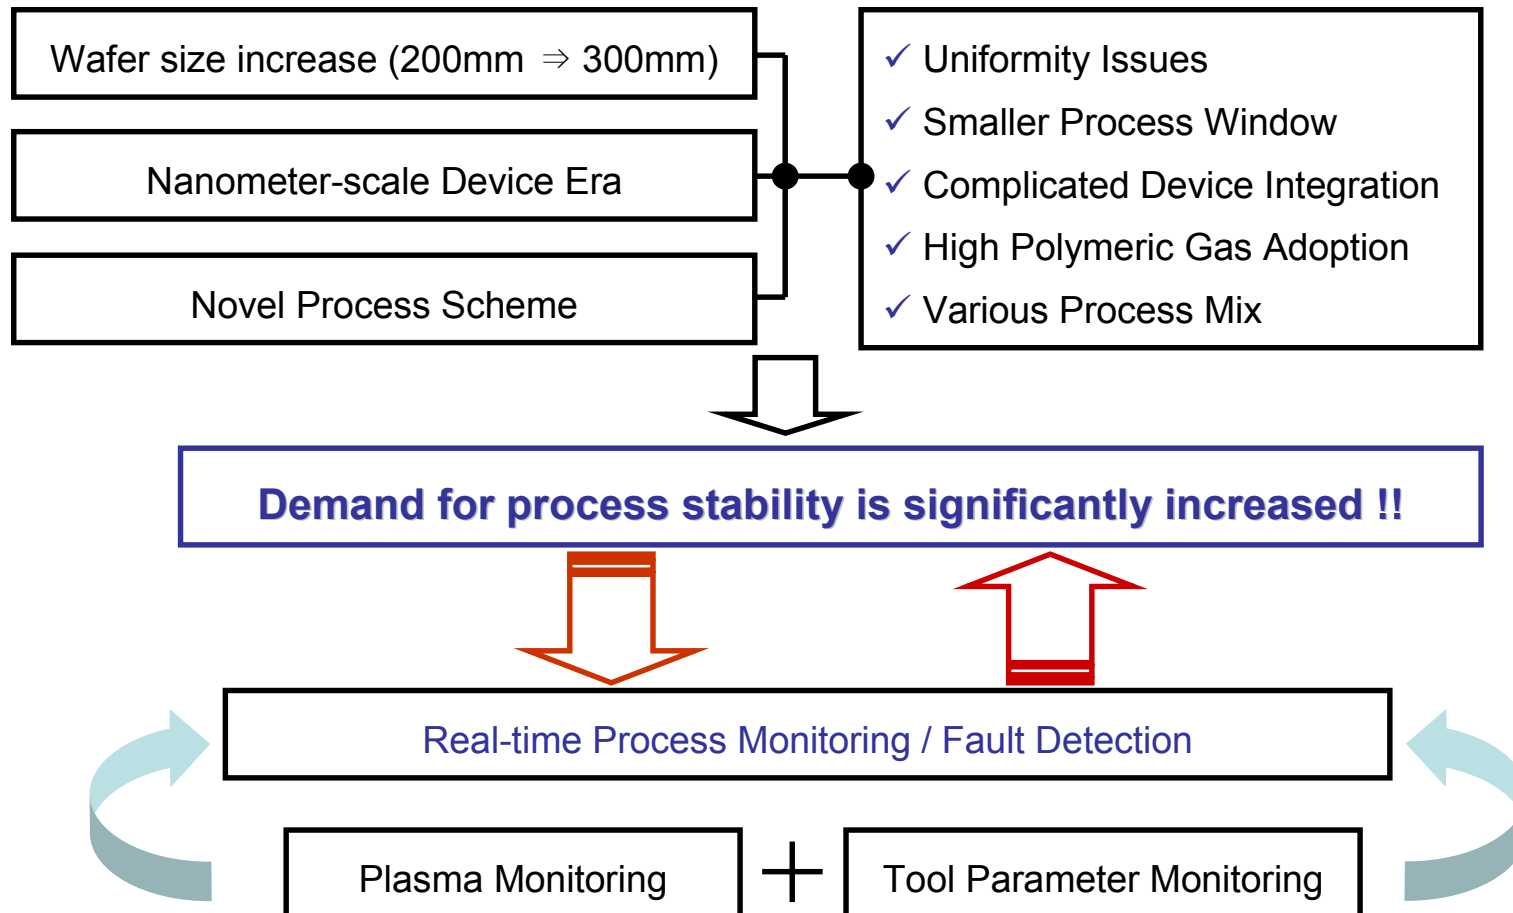 Wafer size increase (200mm ⇒ 300mm)
Nanometer-scale Device Era
Novel Process Scheme
✓ Uniformity Issues
✓ Smaller Process Window
✓ Complicated Device Integration
✓ High Polymeric Gas Adoption
✓ Various Process Mix
Demand for process stability is significantly increased !!
Real-time Process Monitoring / Fault Detection
Plasma Monitoring
+
Tool Parameter Monitoring